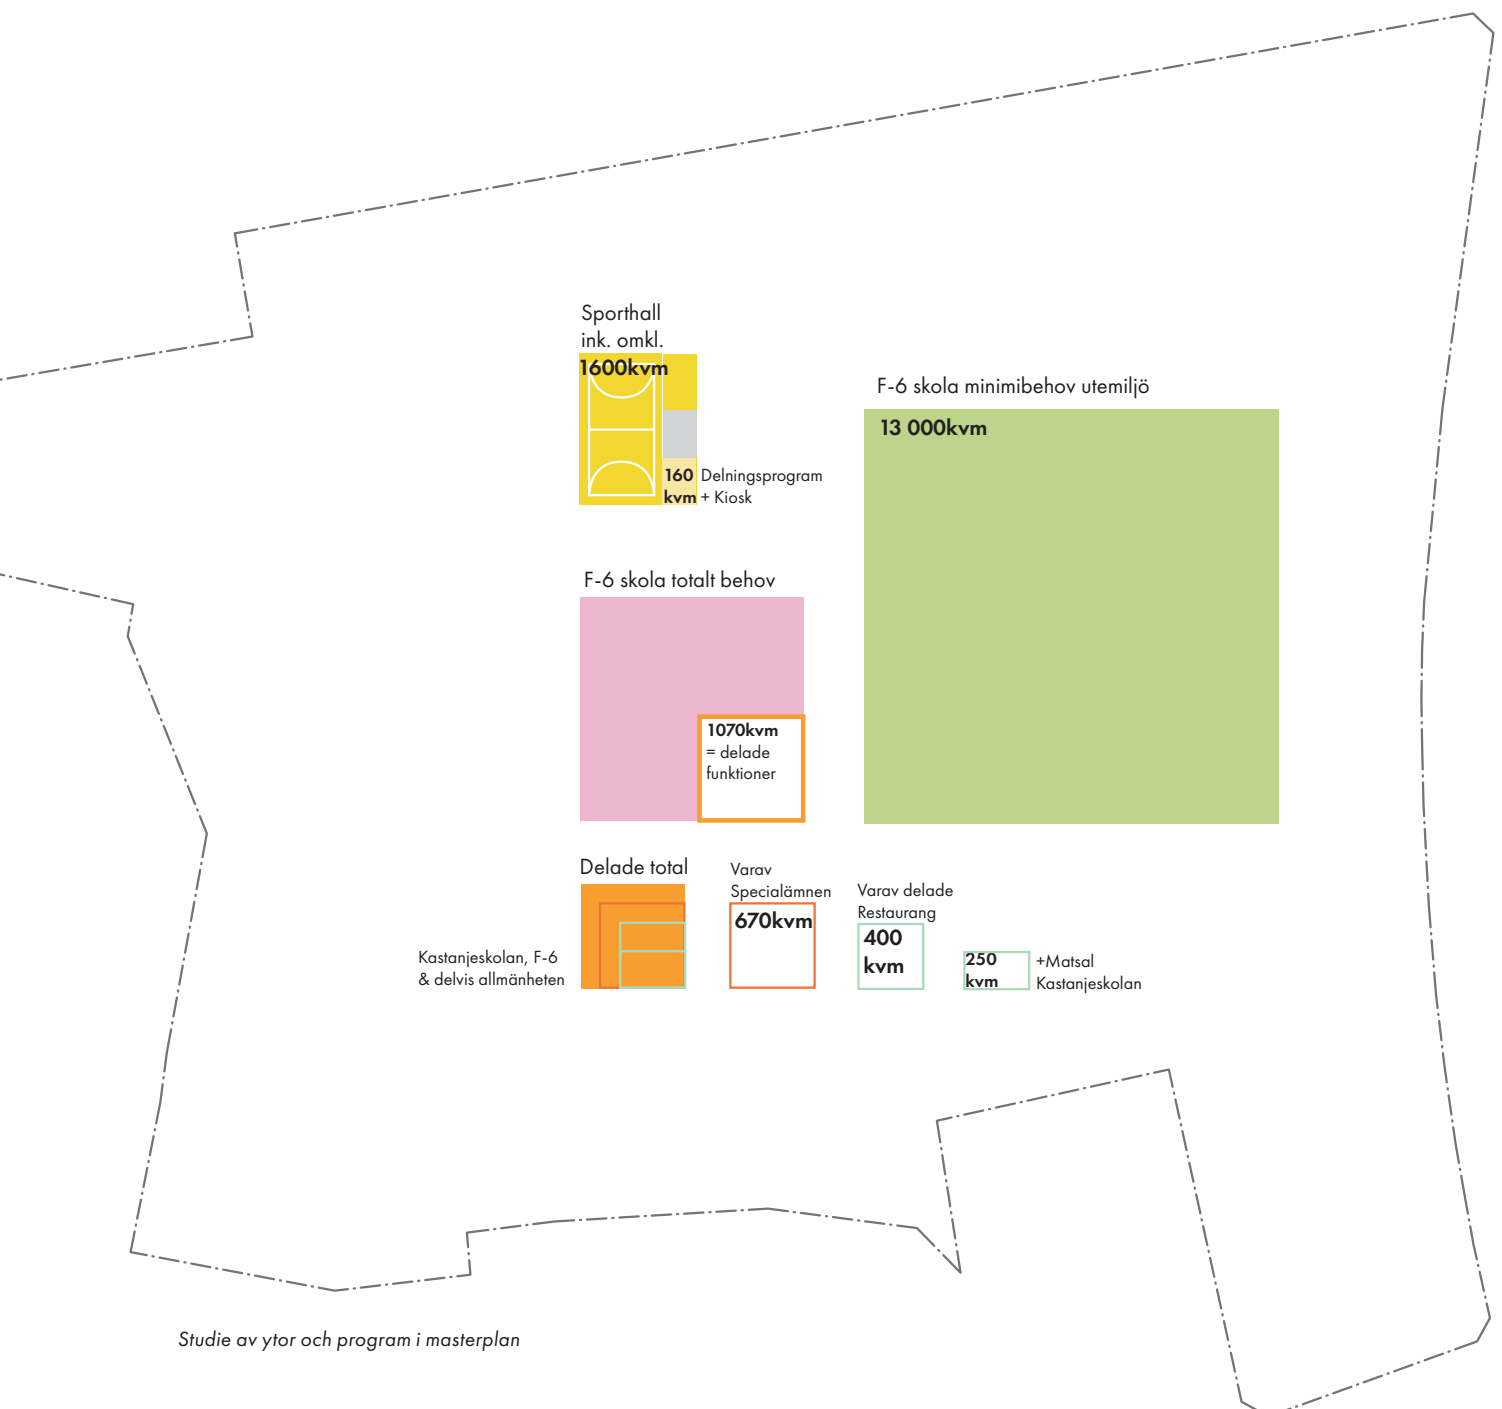 Sporthall
ink. omkl.
1600kvm
160 Delningsprogram
kvm + Kiosk
F-6 skola minimibehov utemiljö
13 000kvm
F-6 skola totalt behov
1070kvm
= delade
funktioner
Delade total
Kastanjeskolan, F-6
& delvis allmänheten
Varav
Specialämnen
670kvm
Varav delade
Restaurang
400
kvm
250 +Matsal
kvm Kastanjeskolan
Studie av ytor och program i masterplan